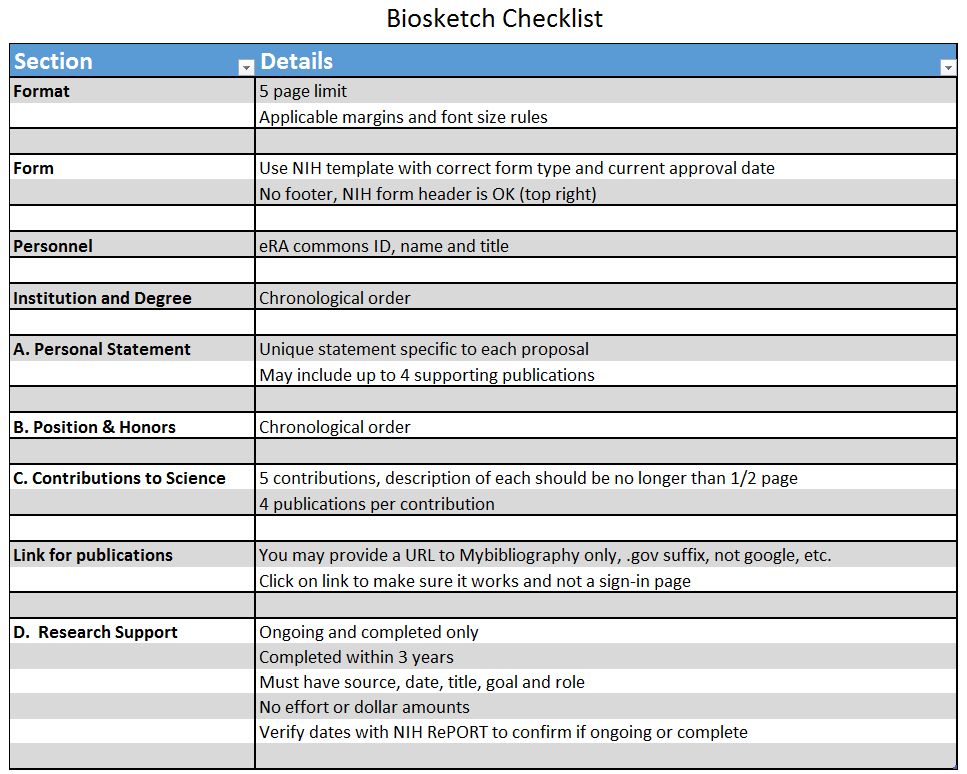 Biosketch Checklist
Section Details
Format 5 page limit
Applicable margins and font size rules
Form Use NIH template with correct form type and current approval date
No footer, NIH form header is OK (top right)
Personnel eRA commons ID, name and title
Institution and Degree Chronological order
A. Personal Statement Unique statement specific to each proposal
May include up to 4 supporting publications
B. Position & Honors Chronological order
C. Contributions to Science 5 contributions, description of each should be no longer than 1/2 page
4 publications per contribution
Link for publications You may provide a URL to Mybibliography only, .gov suffix, not google, etc.
Click on link to make sure it works and not a sign-in page
D.  Research Support Ongoing and completed only
Completed within 3 years
Must have source, date, title, goal and role
No effort or dollar amounts
Verify dates with NIH RePORT to confirm if ongoing or complete